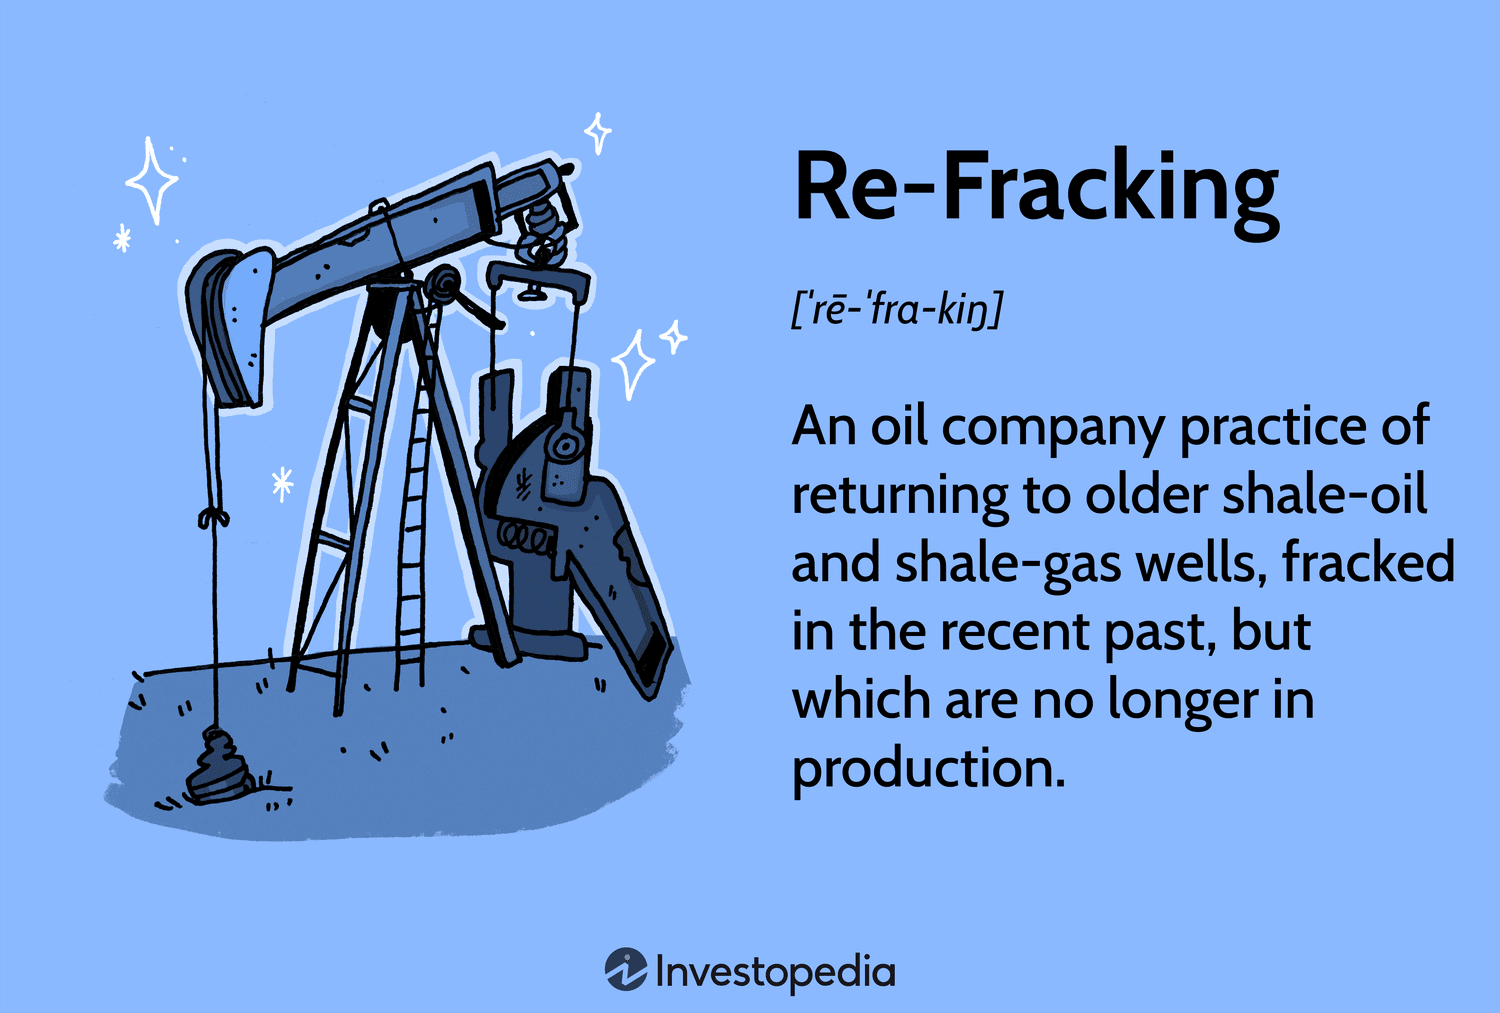 Re-Fracking
[ˈrē-ˈfra-kiŋ]
An oil company practice of
returning to older shale-oil
and shale-gas wells, fracked
in the recent past, but
which are no longer in
production.
Investopedia